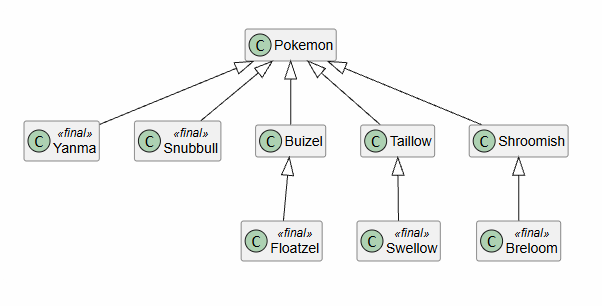 C Pokemon
C «final» Yanma
C «final» Snubbull
C Buizel
C Taillow
C Shroomish
C «final» Floatzel
C «final» Swellow
C «final» Breloom